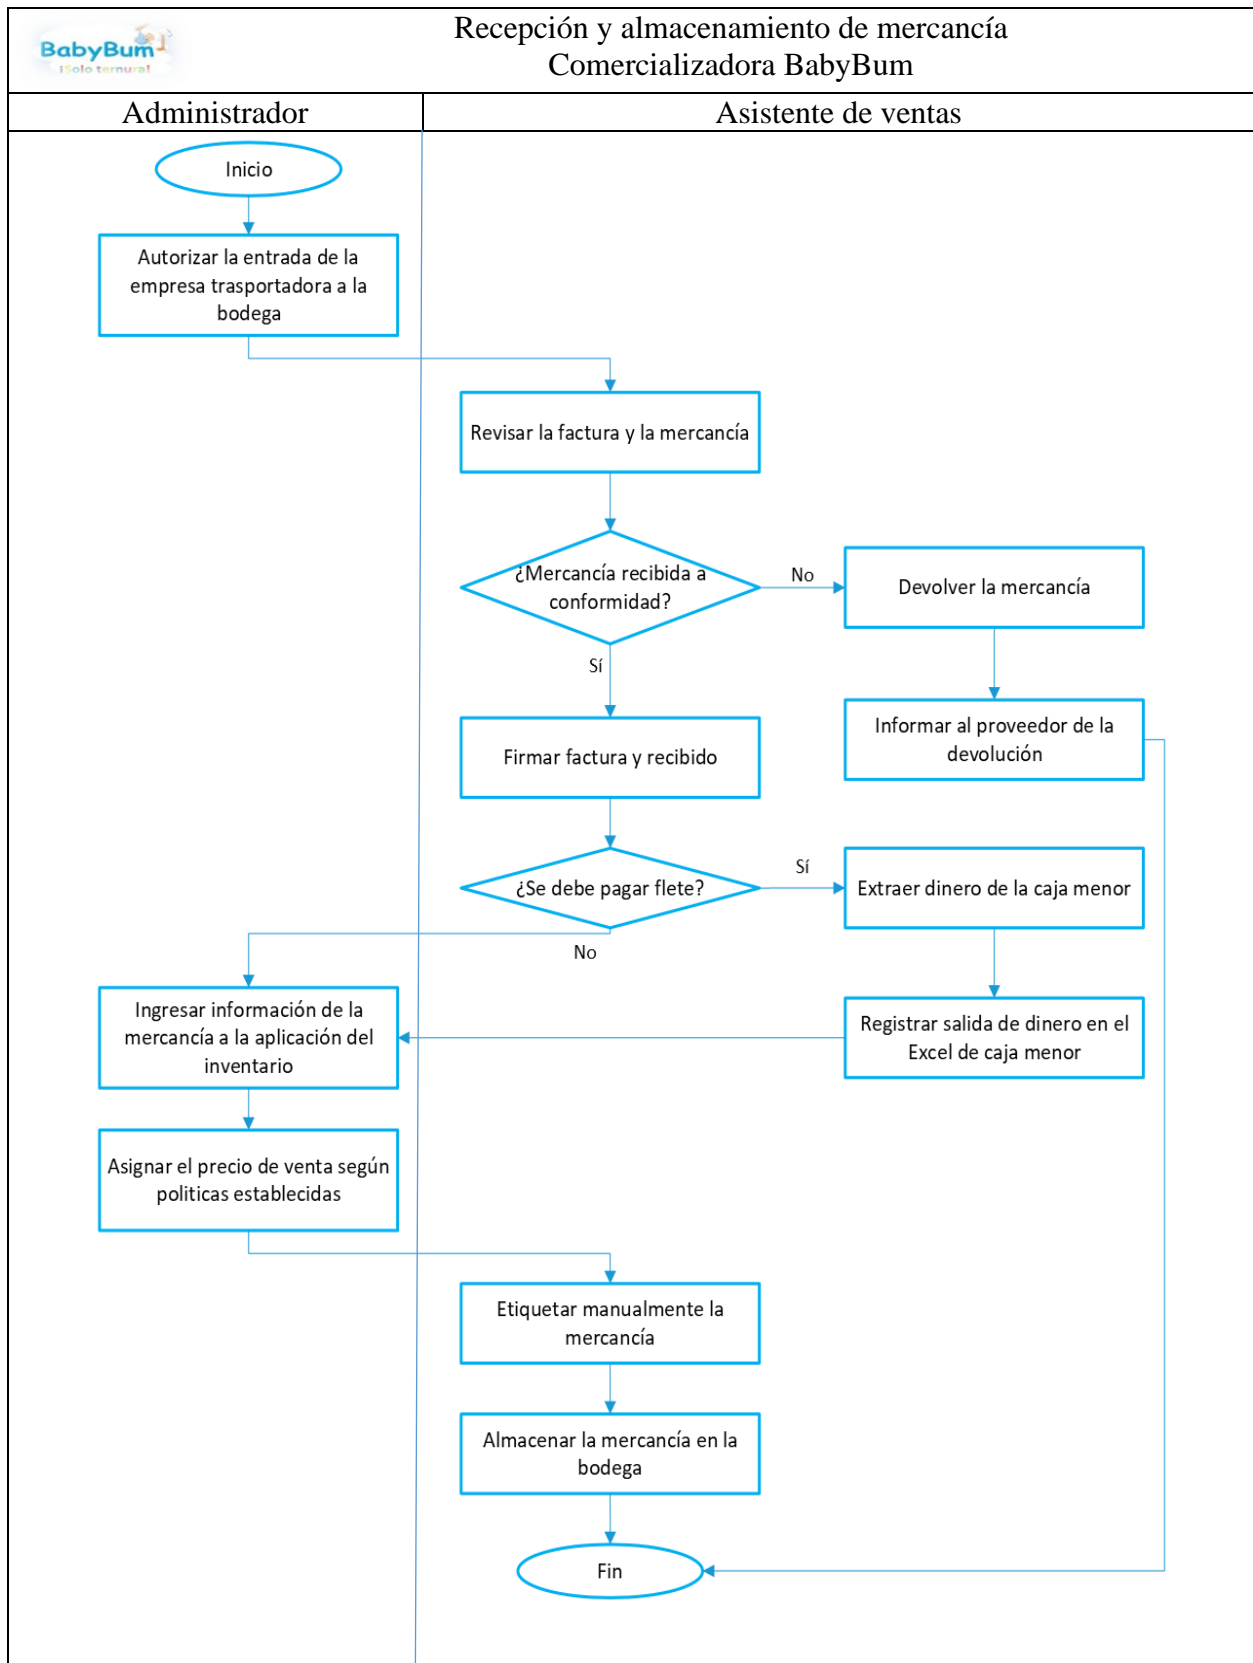 BabyBum
¡Solo ternura!
Recepción y almacenamiento de mercancía
Comercializadora BabyBum
Administrador
Asistente de ventas
Inicio
Autorizar la entrada de la
empresa trasportadora a la
bodega
Revisar la factura y la mercancía
¿Mercancía recibida a
conformidad?
No
Devolver la mercancía
Sí
Informar al proveedor de la
devolución
Firmar factura y recibido
¿Se debe pagar flete?
Sí
Extraer dinero de la caja menor
No
Ingresar información de la
mercancía a la aplicación del
inventario
Registrar salida de dinero en el
Excel de caja menor
Asignar el precio de venta según
politicas establecidas
Etiquetar manualmente la
mercancía
Almacenar la mercancía en la
bodega
Fin